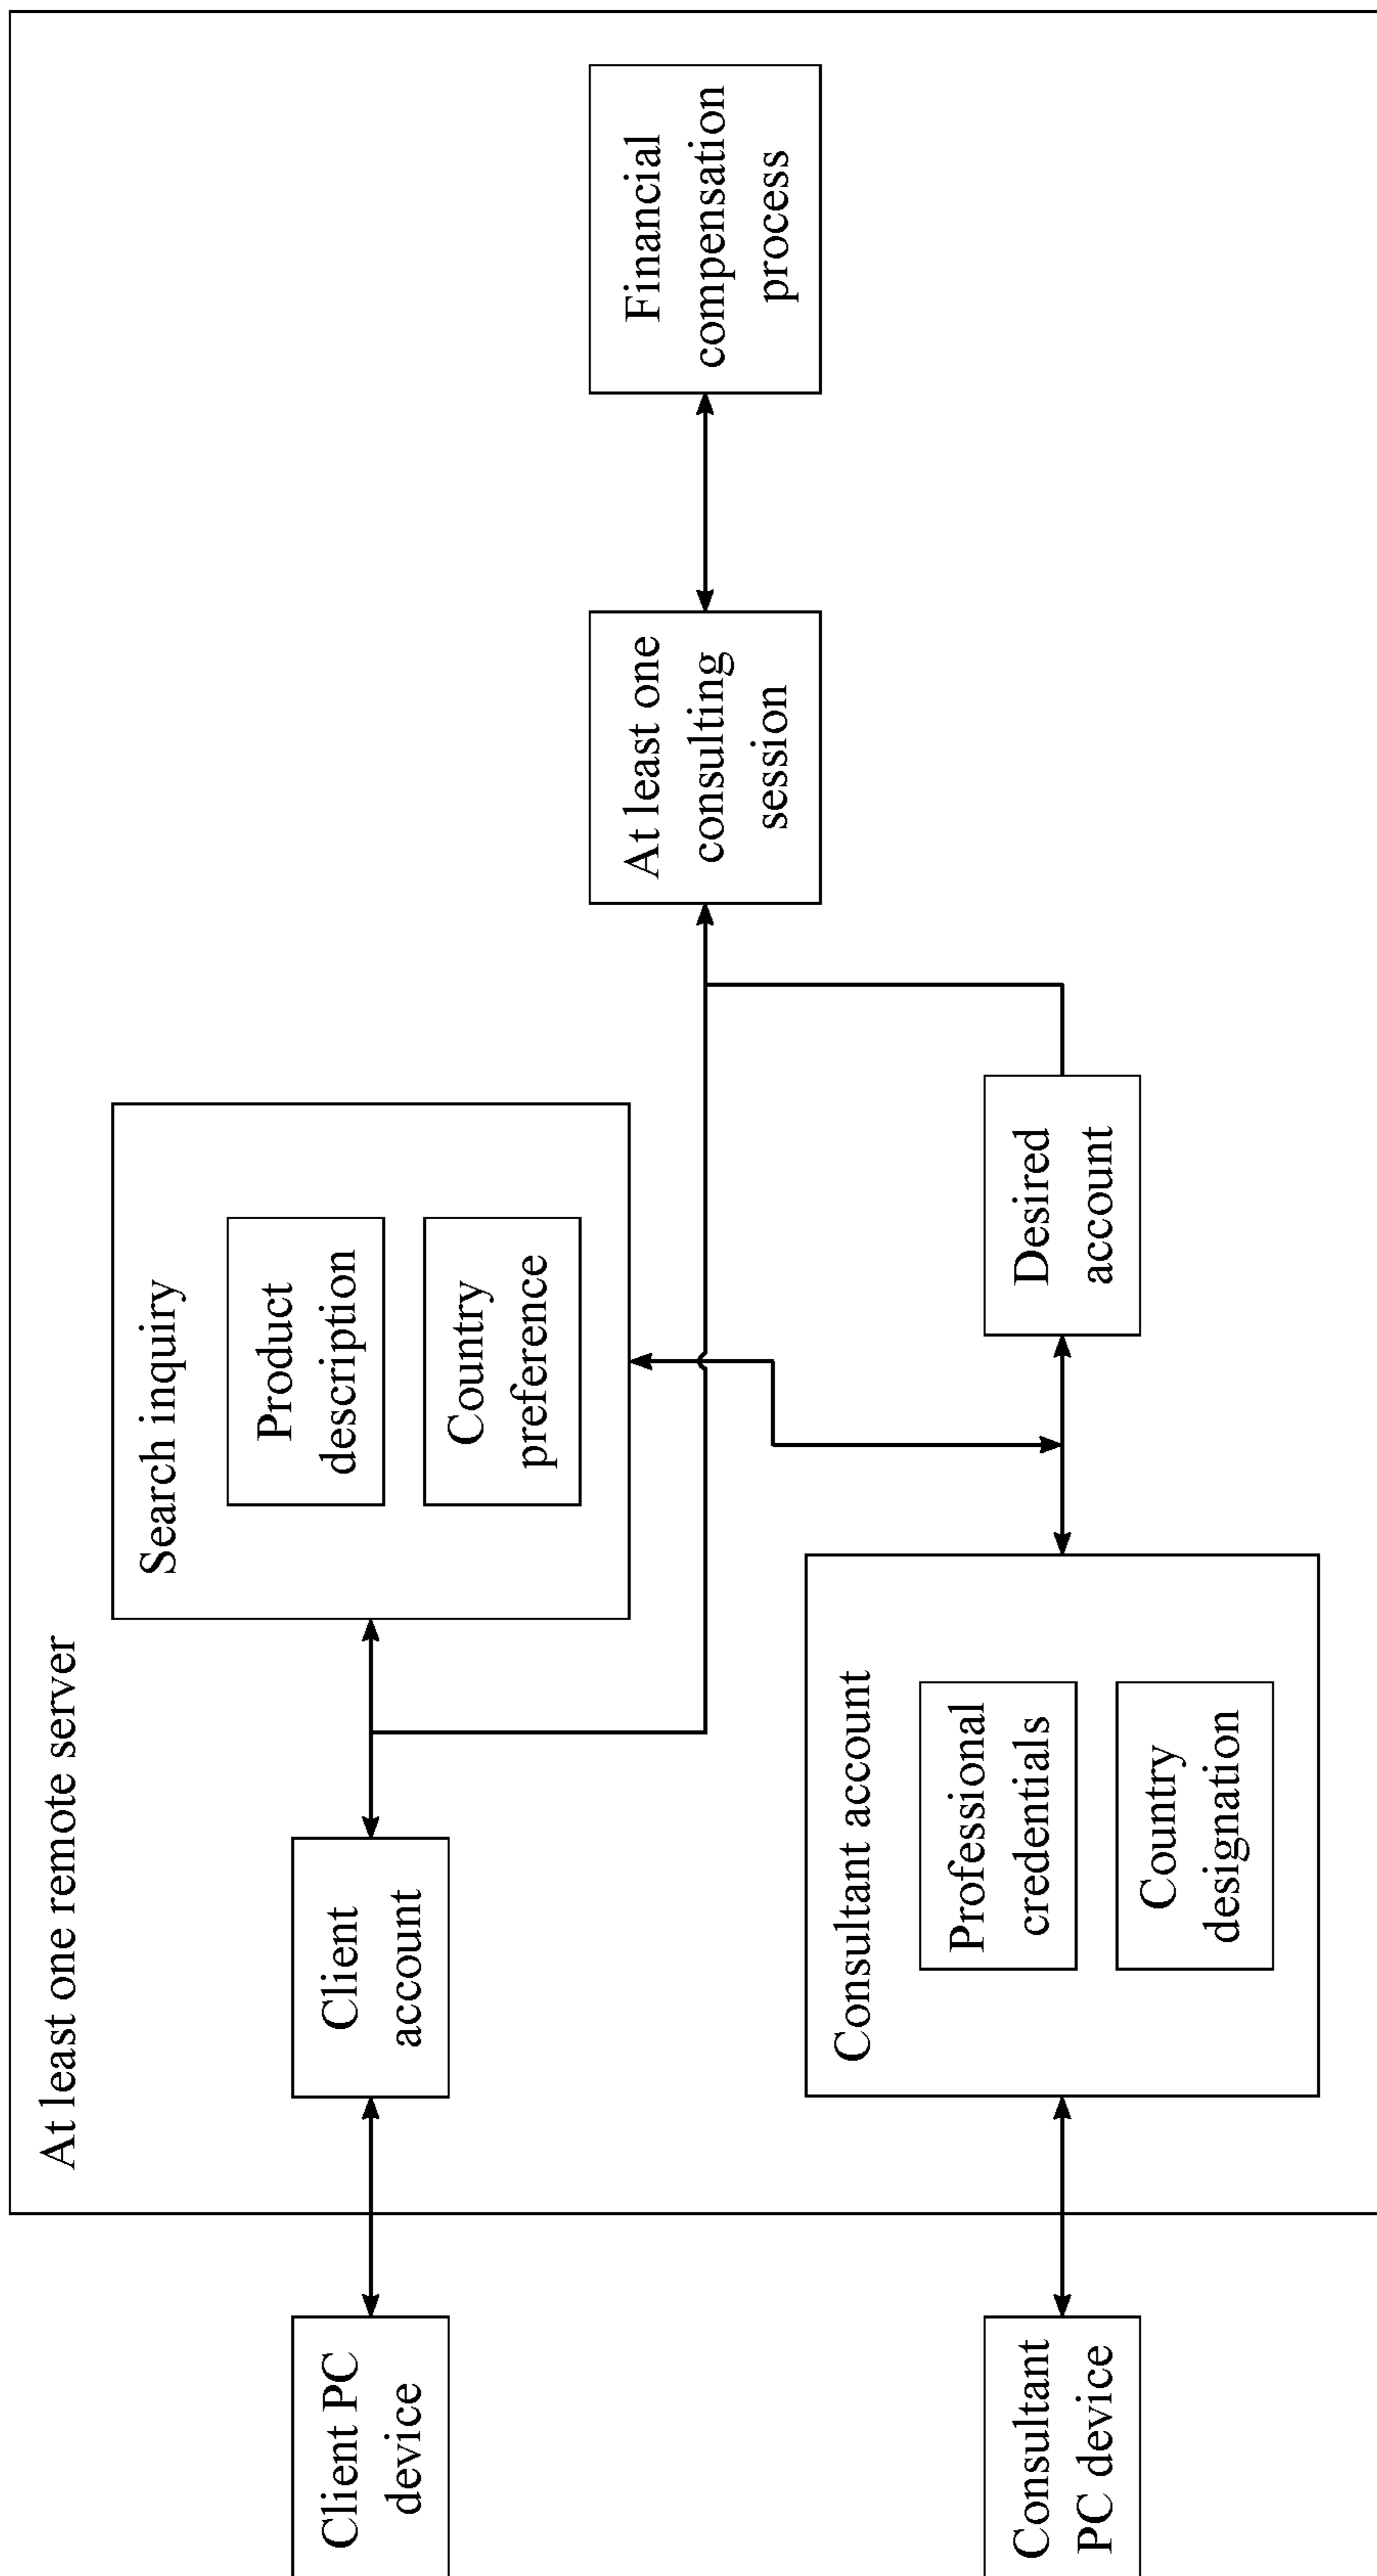 At least one remote server
Client PC
device
Client
account
Search inquiry
Product
description
Country
preference
At least one
consulting
session
Financial
compensation
process
Consultant
PC device
Consultant account
Professional
credentials
Country
designation
Desired
account